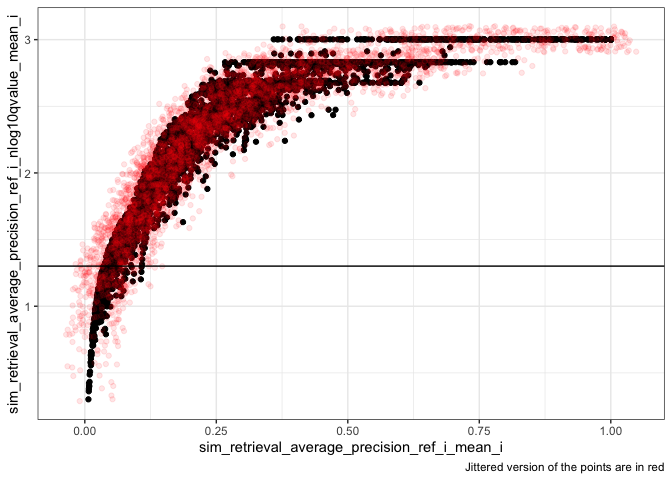 sim_retrieval_average_precision_ref_i_nlog10qvalue_mean_i
3
2
1
0.00 0.25 0.50 0.75 1.00
sim_retrieval_average_precision_ref_i_mean_i
Jittered version of the points are in red